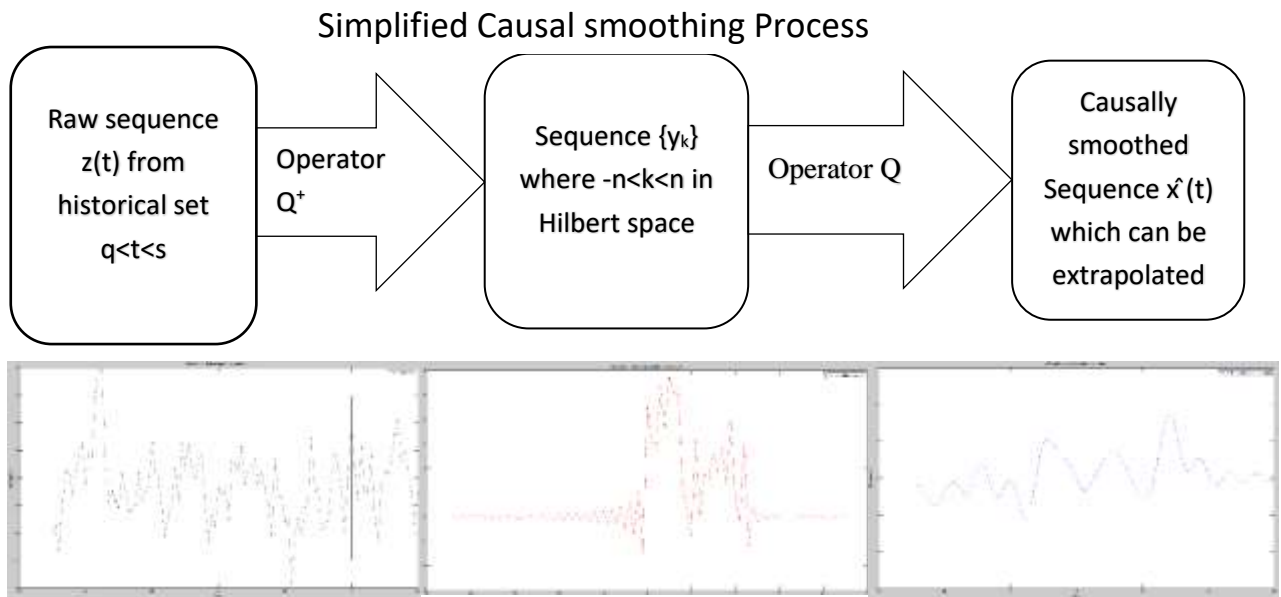 Simplified Causal smoothing Process
Raw sequence
z(t) from
historical set
q<t<s
Operator
Q⁺
Sequence {yₖ}
where -n<k<n in
Hilbert space
Operator Q
Causally
smoothed
Sequence x̂(t)
which can be
extrapolated